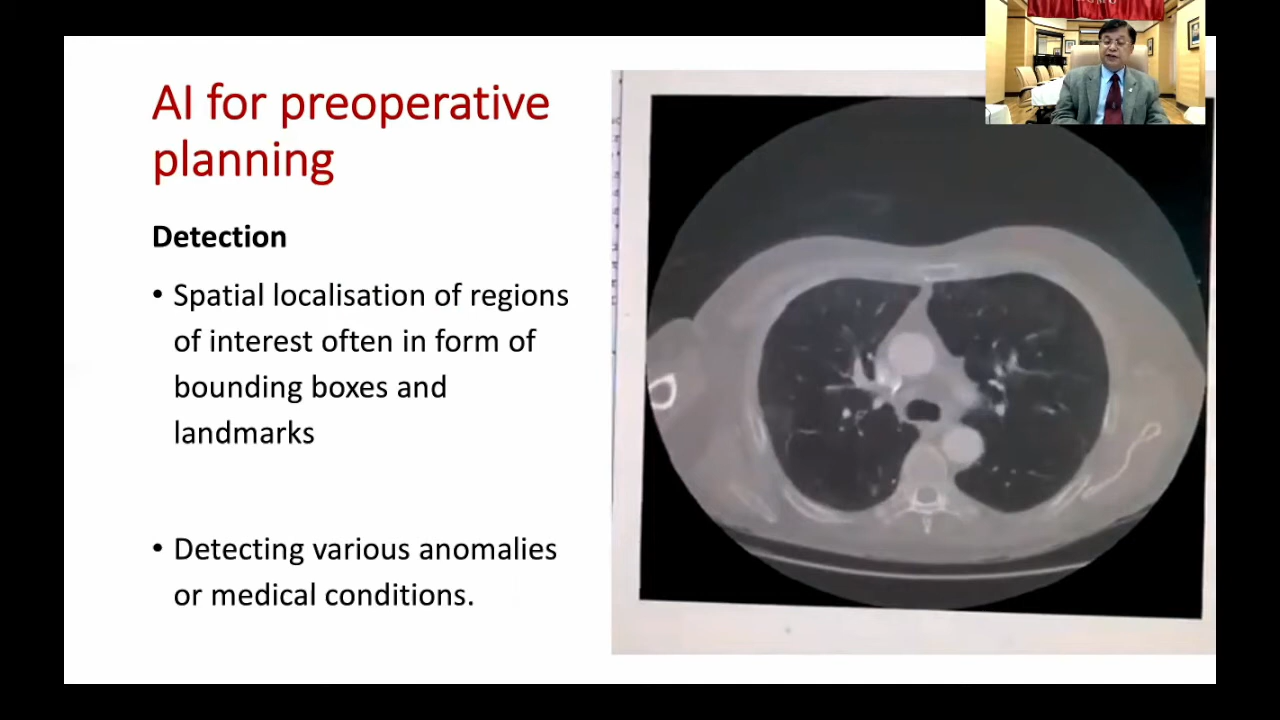 AI for preoperative
planning
Detection
• Spatial localisation of regions
of interest often in form of
bounding boxes and
landmarks
• Detecting various anomalies
or medical conditions.